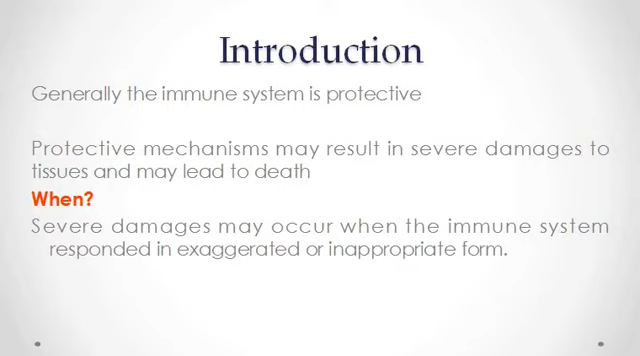 Introduction
Generally the immune system is protective
Protective mechanisms may result in severe damages to
tissues and may lead to death
When?
Severe damages may occur when the immune system
responded in exaggerated or inappropriate form.